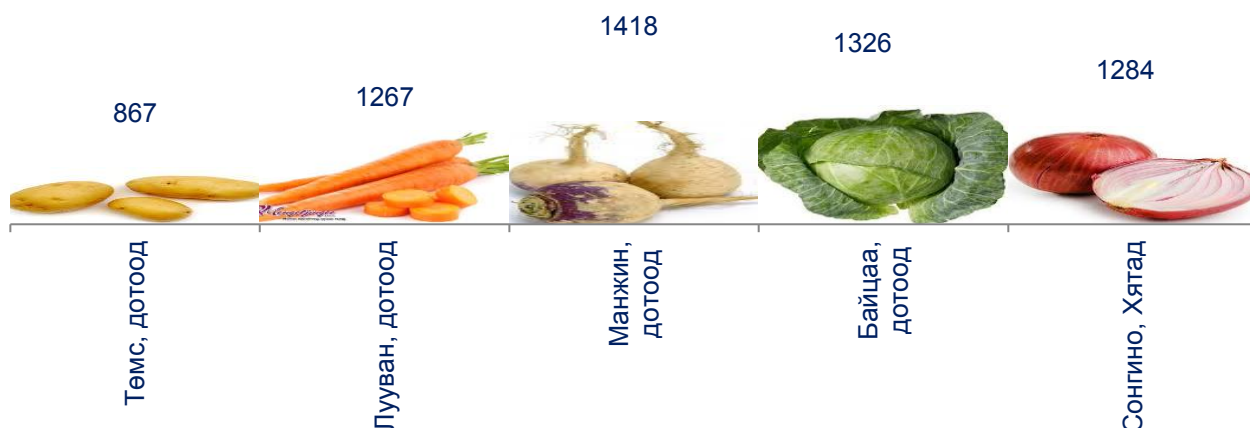 867
1267
1418
1326
1284
Төмс, дотоод
Лууван, дотоод
Манжин,
дотоод
Байцаа,
дотоод
Сонгино, Хятад